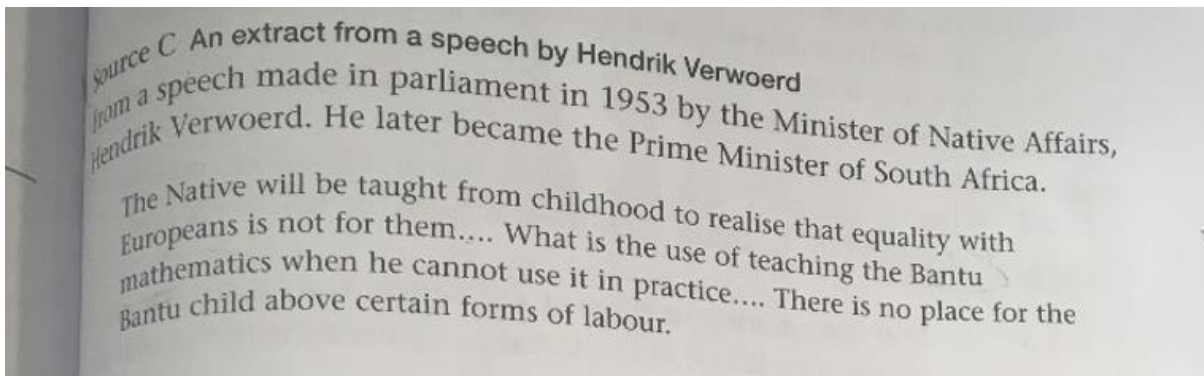 Source C An extract from a speech by Hendrik Verwoerd
From a speech made in parliament in 1953 by the Minister of Native Affairs,
Hendrik Verwoerd. He later became the Prime Minister of South Africa.
The Native will be taught from childhood to realise that equality with
Europeans is not for them.... What is the use of teaching the Bantu
mathematics when he cannot use it in practice.... There is no place for the
Bantu child above certain forms of labour.